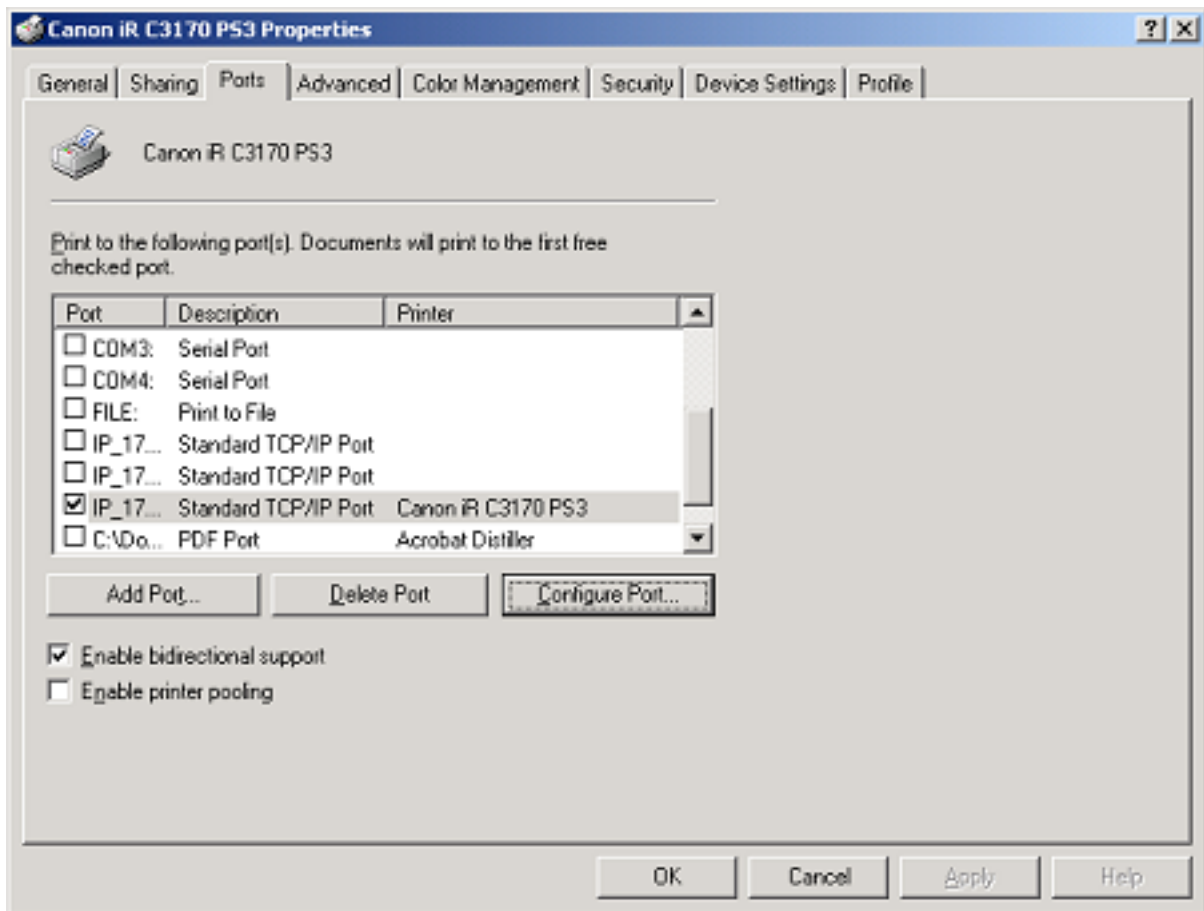 Canon iR C3170 PS3 Properties
General Sharing Ports Advanced Color Management Security Device Settings Profile
Canon iR C3170 PS3
Print to the following port(s). Documents will print to the first free
checked port.
Port Description Printer
COM3: Serial Port
COM4: Serial Port
FILE: Print to File
IP_17... Standard TCP/IP Port
IP_17... Standard TCP/IP Port
IP_17... Standard TCP/IP Port Canon iR C3170 PS3
C:\Do... PDF Port Acrobat Distiller
Add Port... Delete Port Configure Port...
Enable bidirectional support
Enable printer pooling
OK Cancel Apply Help